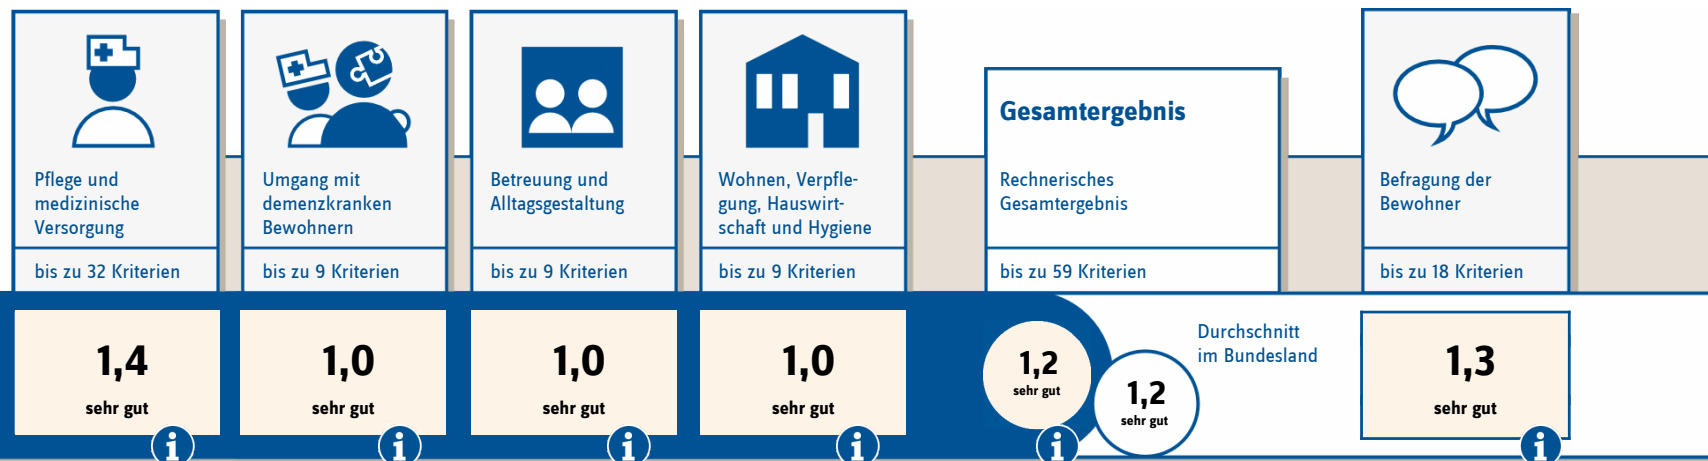 Pflege und
medizinische
Versorgung
bis zu 32 Kriterien
1,4
sehr gut
i
Umgang mit
demenzkranken
Bewohnern
bis zu 9 Kriterien
1,0
sehr gut
i
Betreuung und
Alltagsgestaltung
bis zu 9 Kriterien
1,0
sehr gut
i
Wohnen, Verpfle-
gung, Hauswirt-
schaft und Hygiene
bis zu 9 Kriterien
1,0
sehr gut
i
Gesamtergebnis
Rechnerisches
Gesamtergebnis
bis zu 59 Kriterien
1,2
sehr gut
i
Durchschnitt
im Bundesland
1,2
sehr gut
Befragung der
Bewohner
bis zu 18 Kriterien
1,3
sehr gut
i